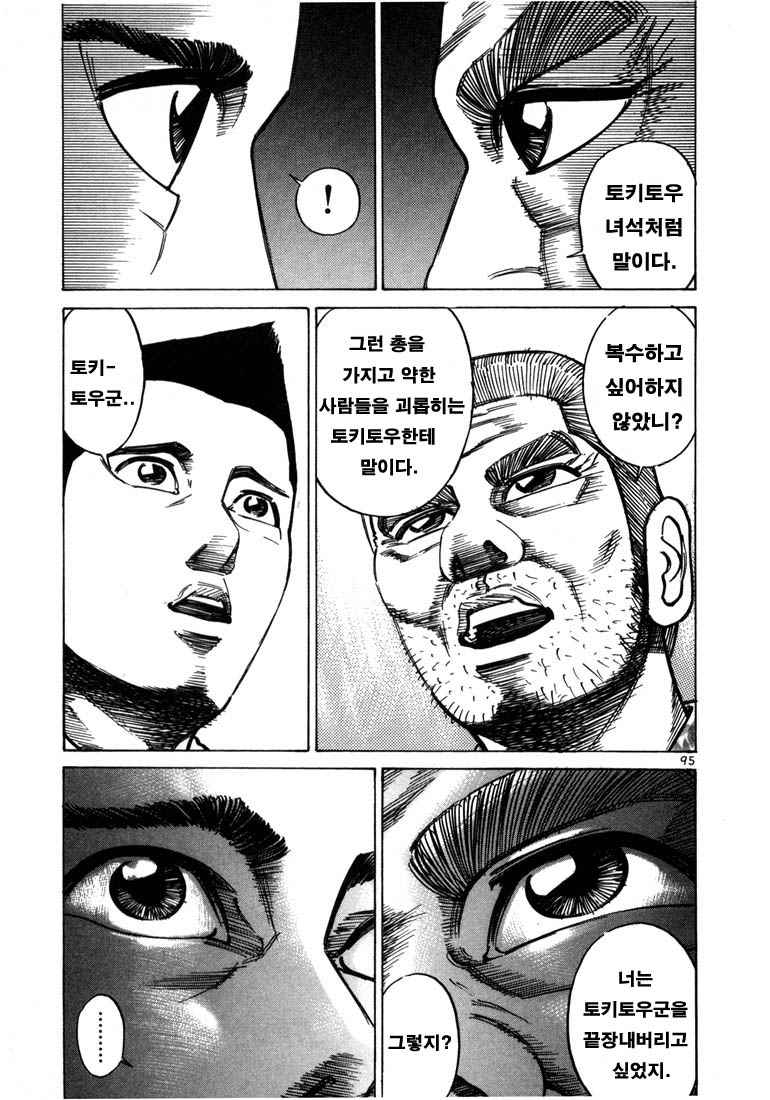 토키토우
녀석처럼
말이다.
!
복수하고
싶어하지
않았니?
그런 총을
가지고 약한
사람들을 괴롭히는
토키토우한테
말이다.
토키-
토우군..
95
너는
토키토우군을
끝장내버리고
싶었지.
그렇지?
........